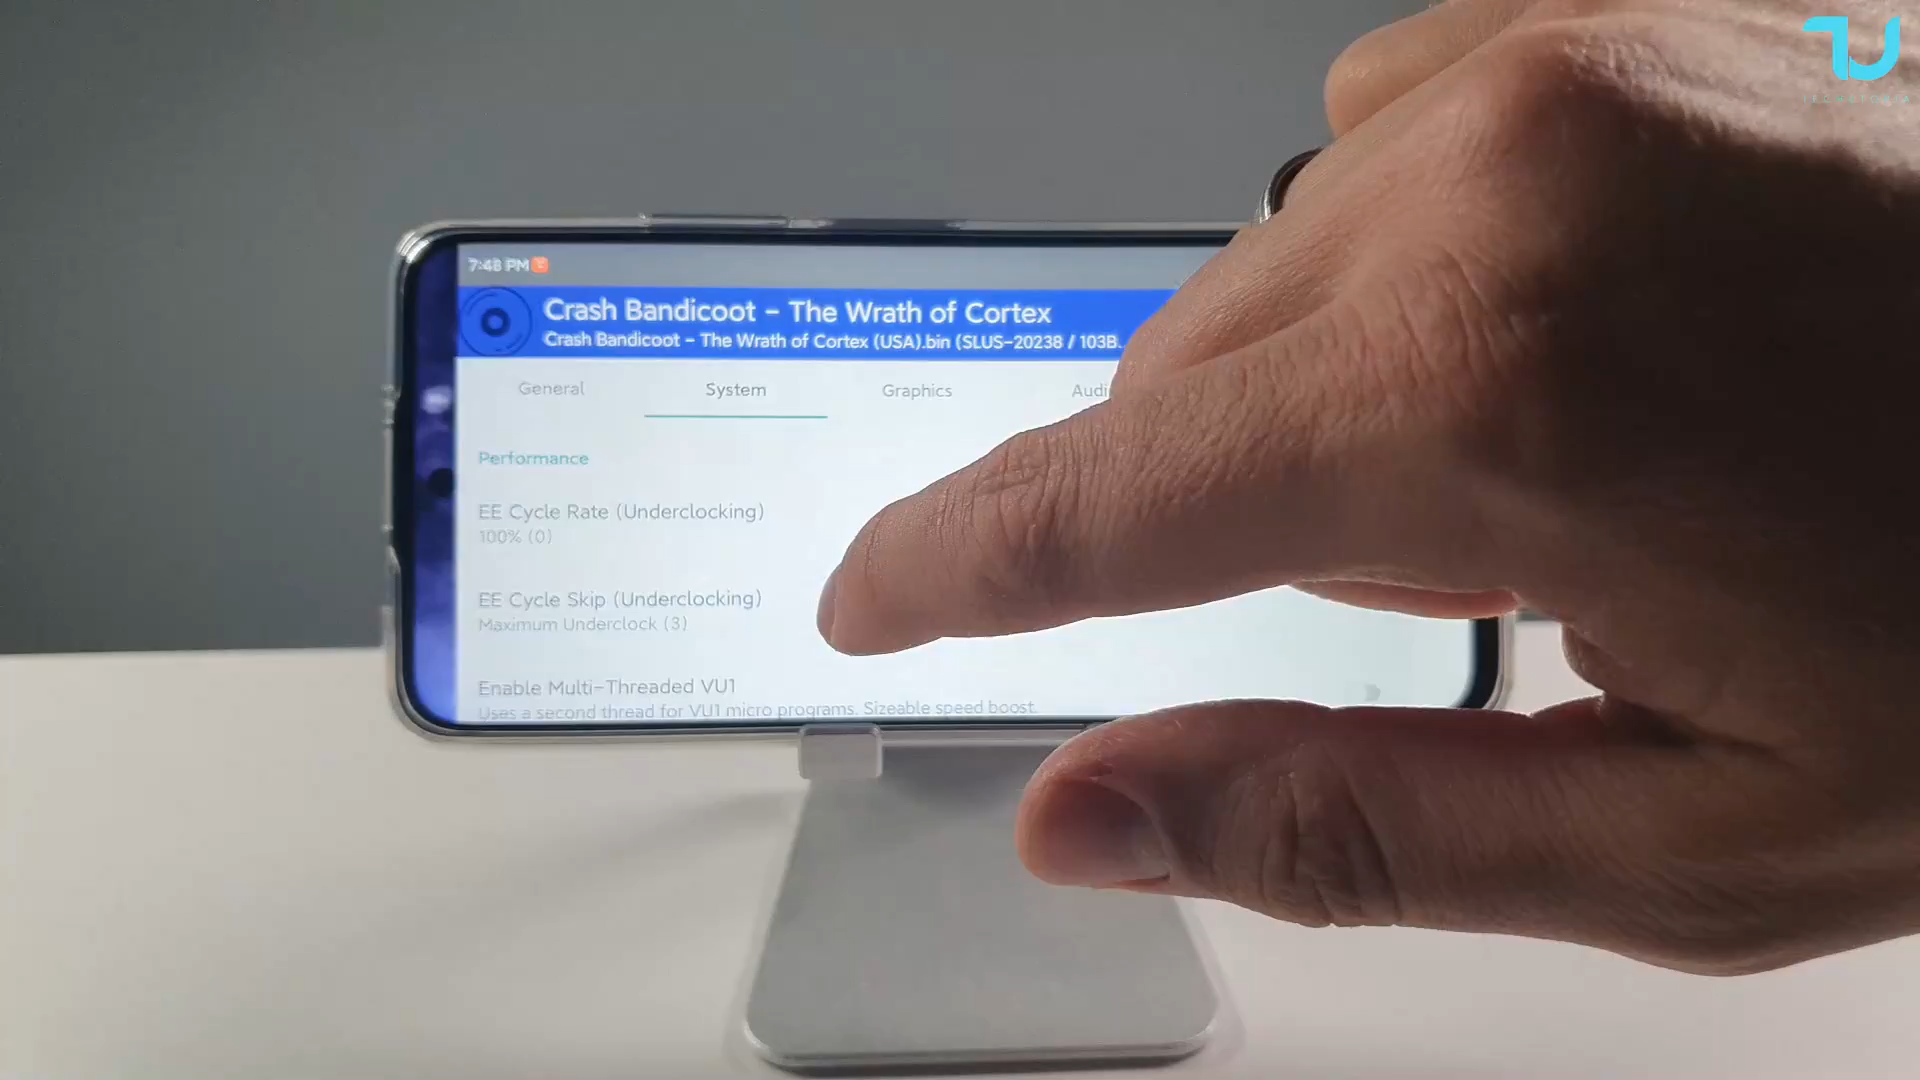 7:48 PM
Crash Bandicoot - The Wrath of Cortex
Crash Bandicoot - The Wrath of Cortex (USA).bin (SLUS-20238 / 103B...
General System Graphics Audi
Performance
EE Cycle Rate (Underclocking)
100% (0)
EE Cycle Skip (Underclocking)
Maximum Underclock (3)
Enable Multi-Threaded VU1
Uses a second thread for VU1 micro programs. Sizeable speed boost.